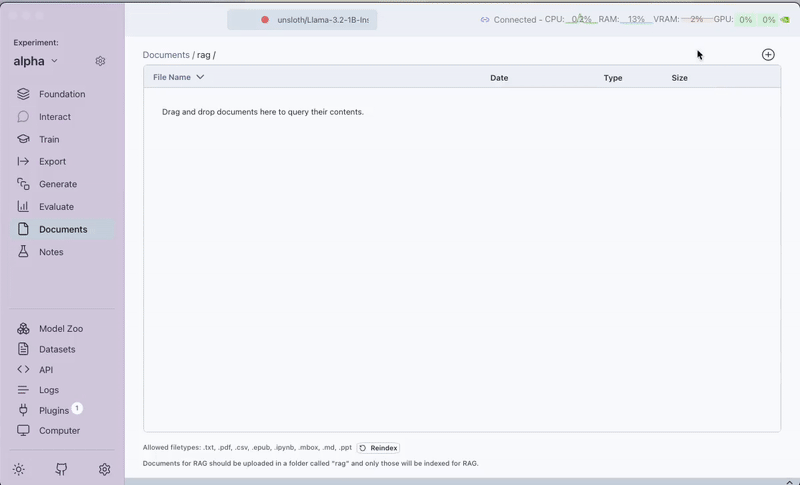 unsloth/Llama-3.2-1B-Ins
Connected - CPU: 0.2% RAM: 13% VRAM: 2% GPU: 0% 0%
Experiment:
alpha
Foundation
Interact
Train
Export
Generate
Evaluate
Documents
Notes
Model Zoo
Datasets
API
Logs
Plugins 1
Computer
Documents / rag /
File Name Date Type Size
Drag and drop documents here to query their contents.
Allowed filetypes: .txt, .pdf, .csv, .epub, .ipynb, .mbox, .md, .ppt Reindex
Documents for RAG should be uploaded in a folder called "rag" and only those will be indexed for RAG.